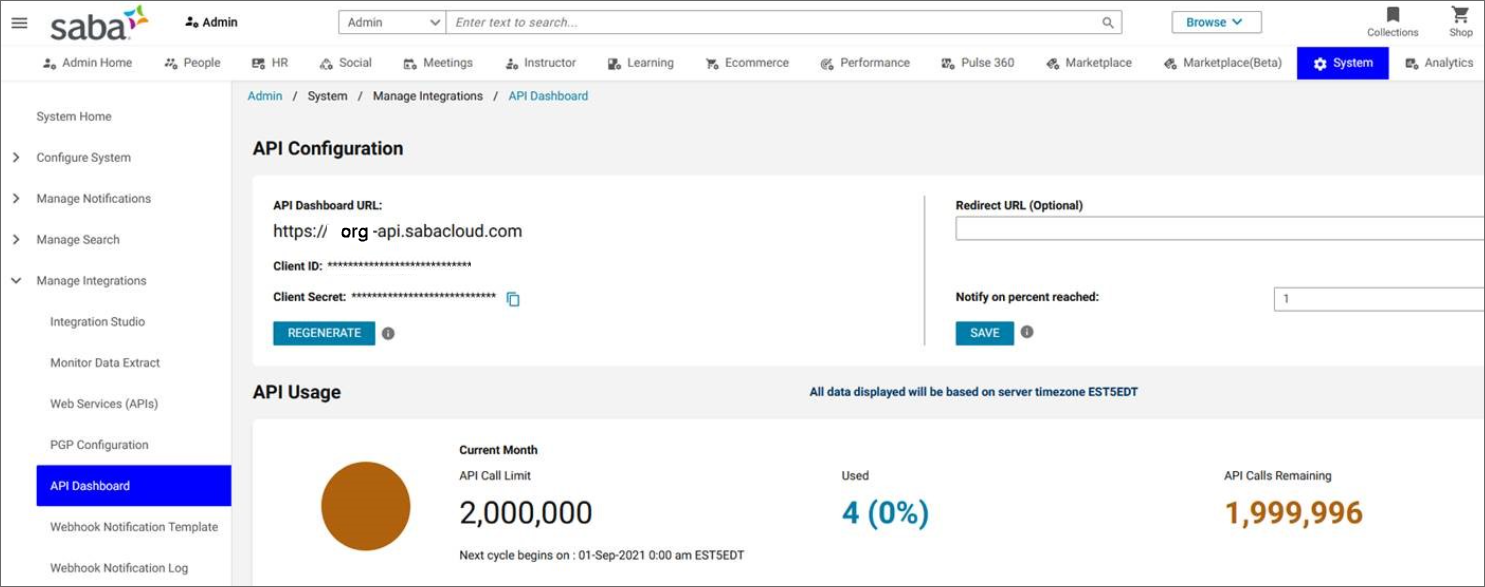 saba
Admin
Admin
Enter text to search...
Browse
Collections
Shop
Admin Home
People
HR
Social
Meetings
Instructor
Learning
Ecommerce
Performance
Pulse 360
Marketplace
Marketplace(Beta)
System
Analytics
System Home
Configure System
Manage Notifications
Manage Search
Manage Integrations
Integration Studio
Monitor Data Extract
Web Services (APIs)
PGP Configuration
API Dashboard
Webhook Notification Template
Webhook Notification Log
Admin / System / Manage Integrations / API Dashboard
API Configuration
API Dashboard URL:
https:// org -api.sabacloud.com
Client ID: ****************************
Client Secret: ****************************
REGENERATE
Redirect URL (Optional)
Notify on percent reached:
1
SAVE
API Usage
All data displayed will be based on server timezone EST5EDT
Current Month
API Call Limit
2,000,000
Next cycle begins on : 01-Sep-2021 0:00 am EST5EDT
Used
4 (0%)
API Calls Remaining
1,999,996